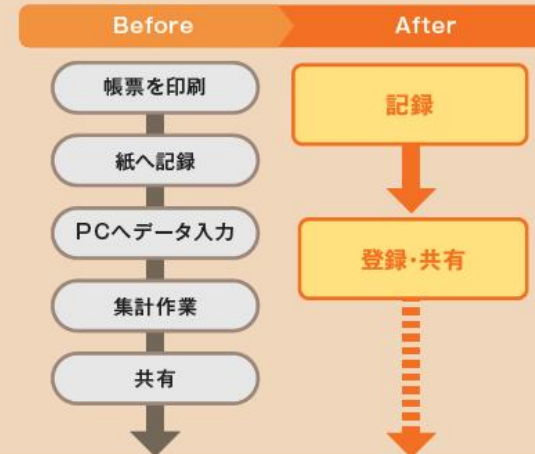 Before
After
帳票を印刷
紙へ記録
PCへデータ入力
集計作業
共有
記録
登録・共有